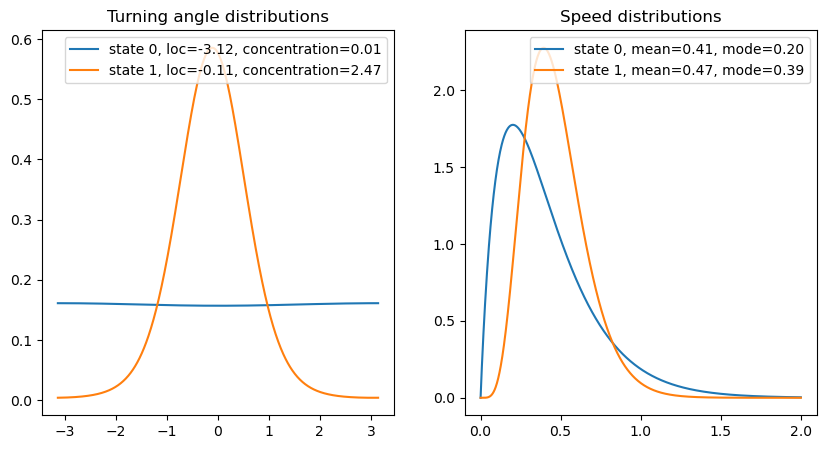 Turning angle distributions
state 0, loc=-3.12, concentration=0.01
state 1, loc=-0.11, concentration=2.47
0.6
0.5
0.4
0.3
0.2
0.1
0.0
−3 −2 −1 0 1 2 3
Speed distributions
state 0, mean=0.41, mode=0.20
state 1, mean=0.47, mode=0.39
2.0
1.5
1.0
0.5
0.0
0.0 0.5 1.0 1.5 2.0